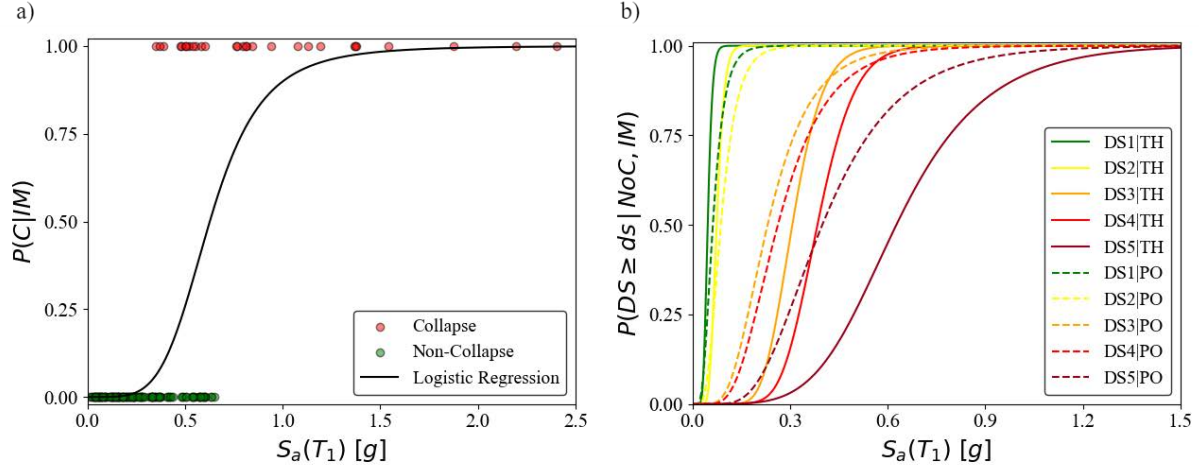 a)
1.00
0.75
0.50
0.25
0.00
P(C|IM)
Collapse
Non-Collapse
Logistic Regression
0.0
0.5
1.0
1.5
2.0
2.5
Sₐ(T₁) [g]
b)
1.00
0.75
0.50
0.25
0.00
P(DS ≥ ds | NoC, IM)
DS1|TH
DS2|TH
DS3|TH
DS4|TH
DS5|TH
DS1|PO
DS2|PO
DS3|PO
DS4|PO
DS5|PO
0.0
0.3
0.6
0.9
1.2
1.5
Sₐ(T₁) [g]